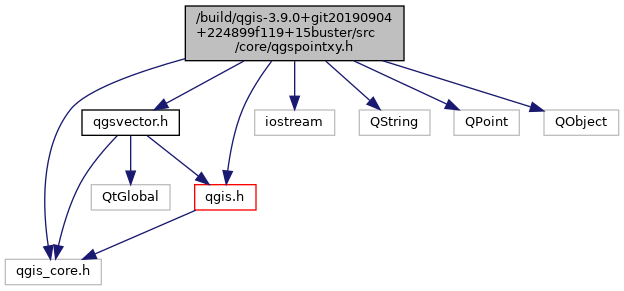 /build/qgis-3.9.0+git20190904
+224899f119+15buster/src
/core/qgspointxy.h
qgsvector.h
iostream
QString
QPoint
QObject
QtGlobal
qgis.h
qgis_core.h